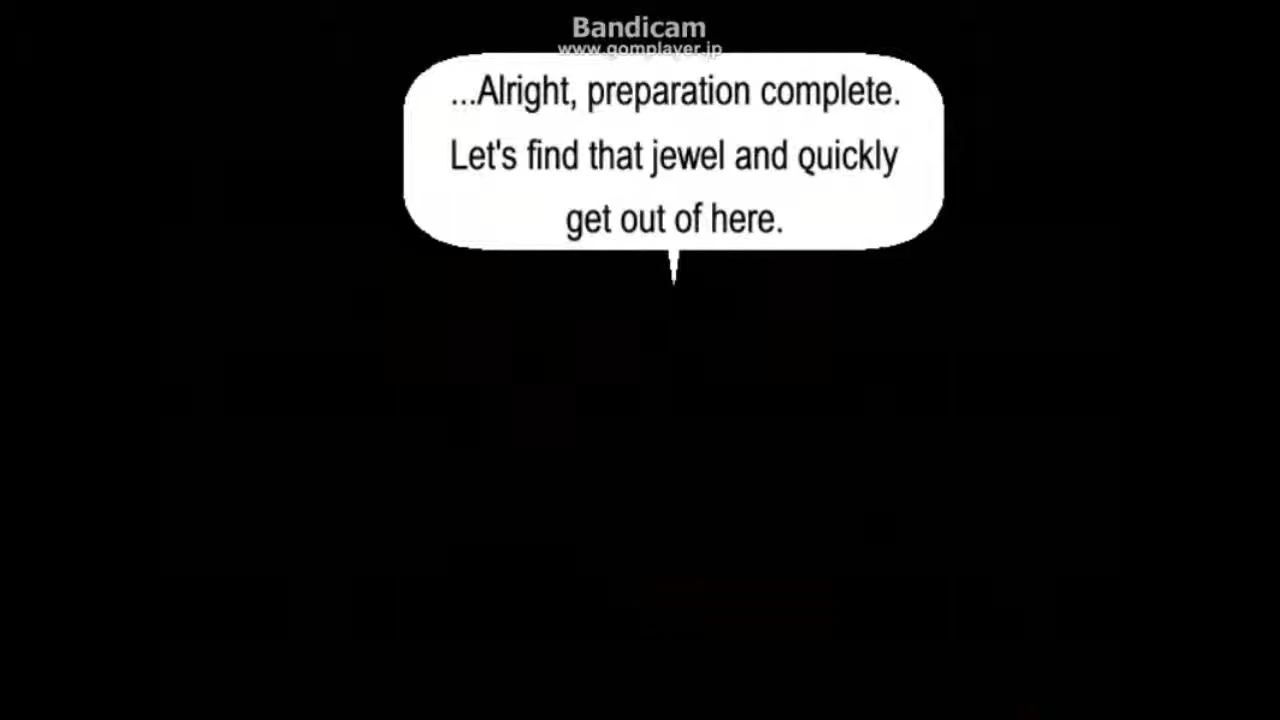 Bandicam
www.gomplayer.jp
...Alright, preparation complete.
Let's find that jewel and quickly
get out of here.